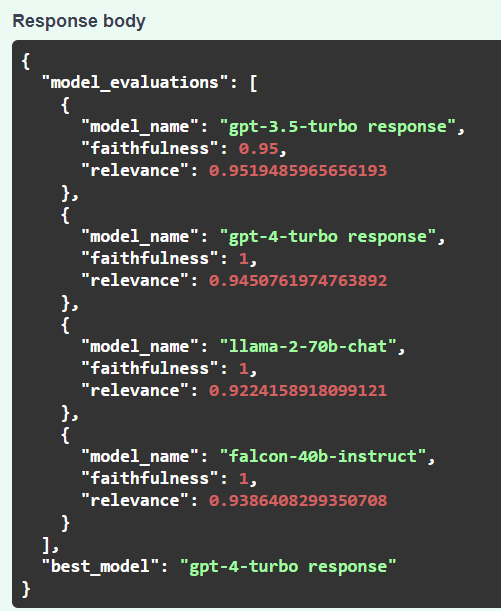 Response body
{
  "model_evaluations": [
    {
      "model_name": "gpt-3.5-turbo response",
      "faithfulness": 0.95,
      "relevance": 0.9519485965656193
    },
    {
      "model_name": "gpt-4-turbo response",
      "faithfulness": 1,
      "relevance": 0.9450761974763892
    },
    {
      "model_name": "llama-2-70b-chat",
      "faithfulness": 1,
      "relevance": 0.9224158918099121
    },
    {
      "model_name": "falcon-40b-instruct",
      "faithfulness": 1,
      "relevance": 0.9386408299350708
    }
  ],
  "best_model": "gpt-4-turbo response"
}